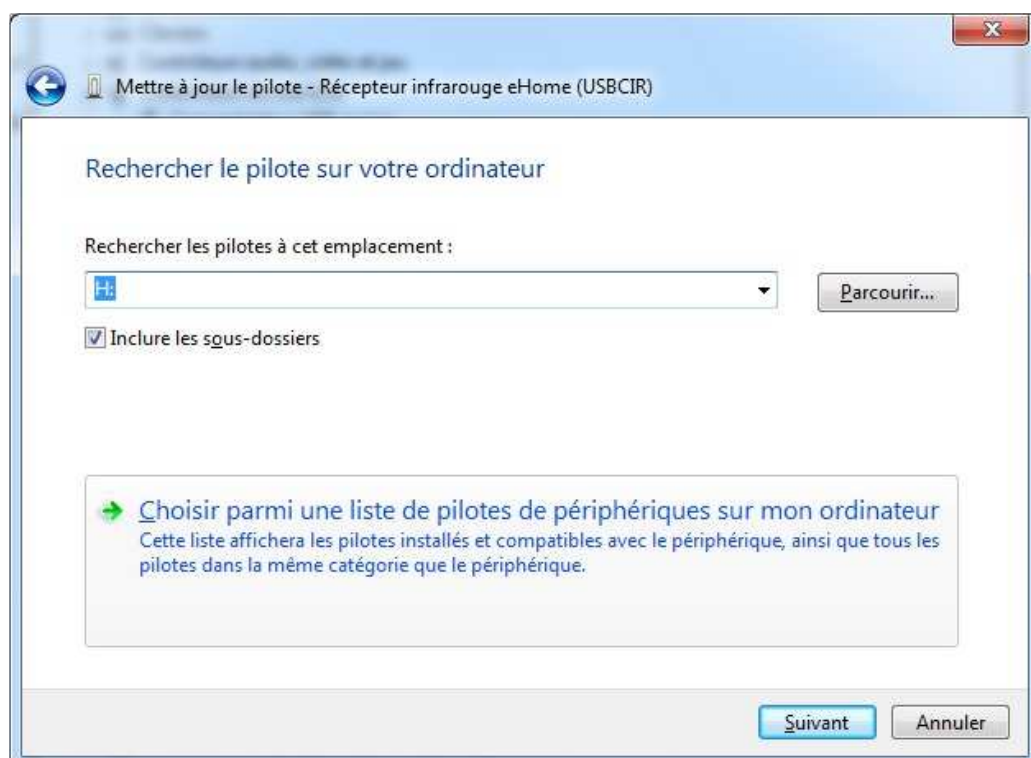 Mettre à jour le pilote - Récepteur infrarouge eHome (USBCIR)
Rechercher le pilote sur votre ordinateur
Rechercher les pilotes à cet emplacement :
H:
Parcourir...
Inclure les sous-dossiers
Choisir parmi une liste de pilotes de périphériques sur mon ordinateur
Cette liste affichera les pilotes installés et compatibles avec le périphérique, ainsi que tous les
pilotes dans la même catégorie que le périphérique.
Suivant
Annuler